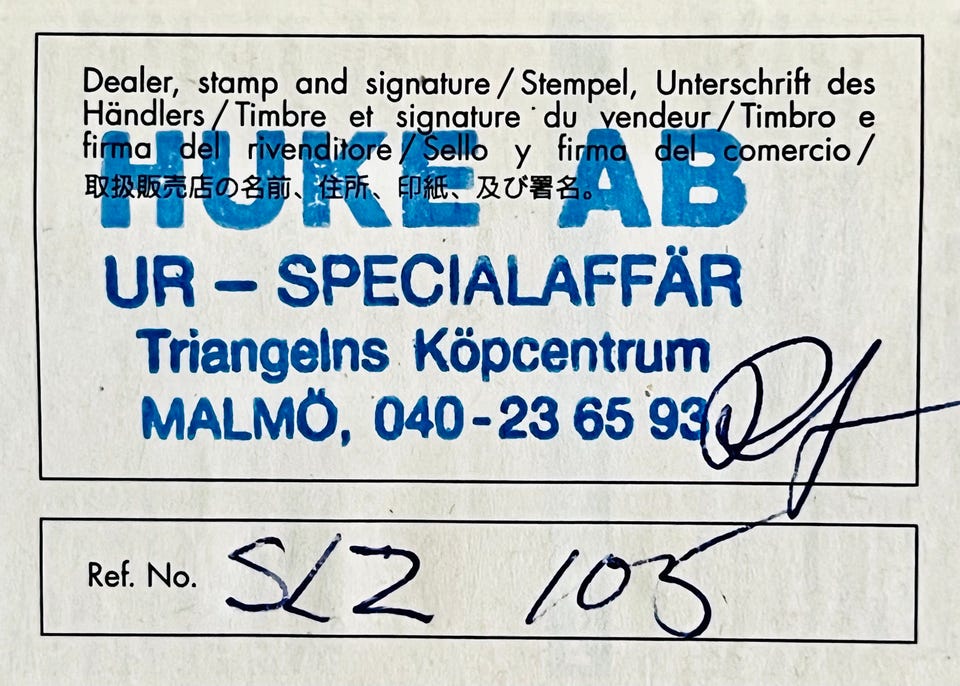 Dealer, stamp and signature / Stempel, Unterschrift des
Händlers / Timbre et signature du vendeur / Timbro e
firma del rivenditore / Sello y firma del comercio /
取扱販売店の名前、住所、印紙、及び署名。
HUKE AB
UR – SPECIALAFFÄR
Triangelns Köpcentrum
MALMÖ, 040-23 65 93
Ref. No. SLZ 103